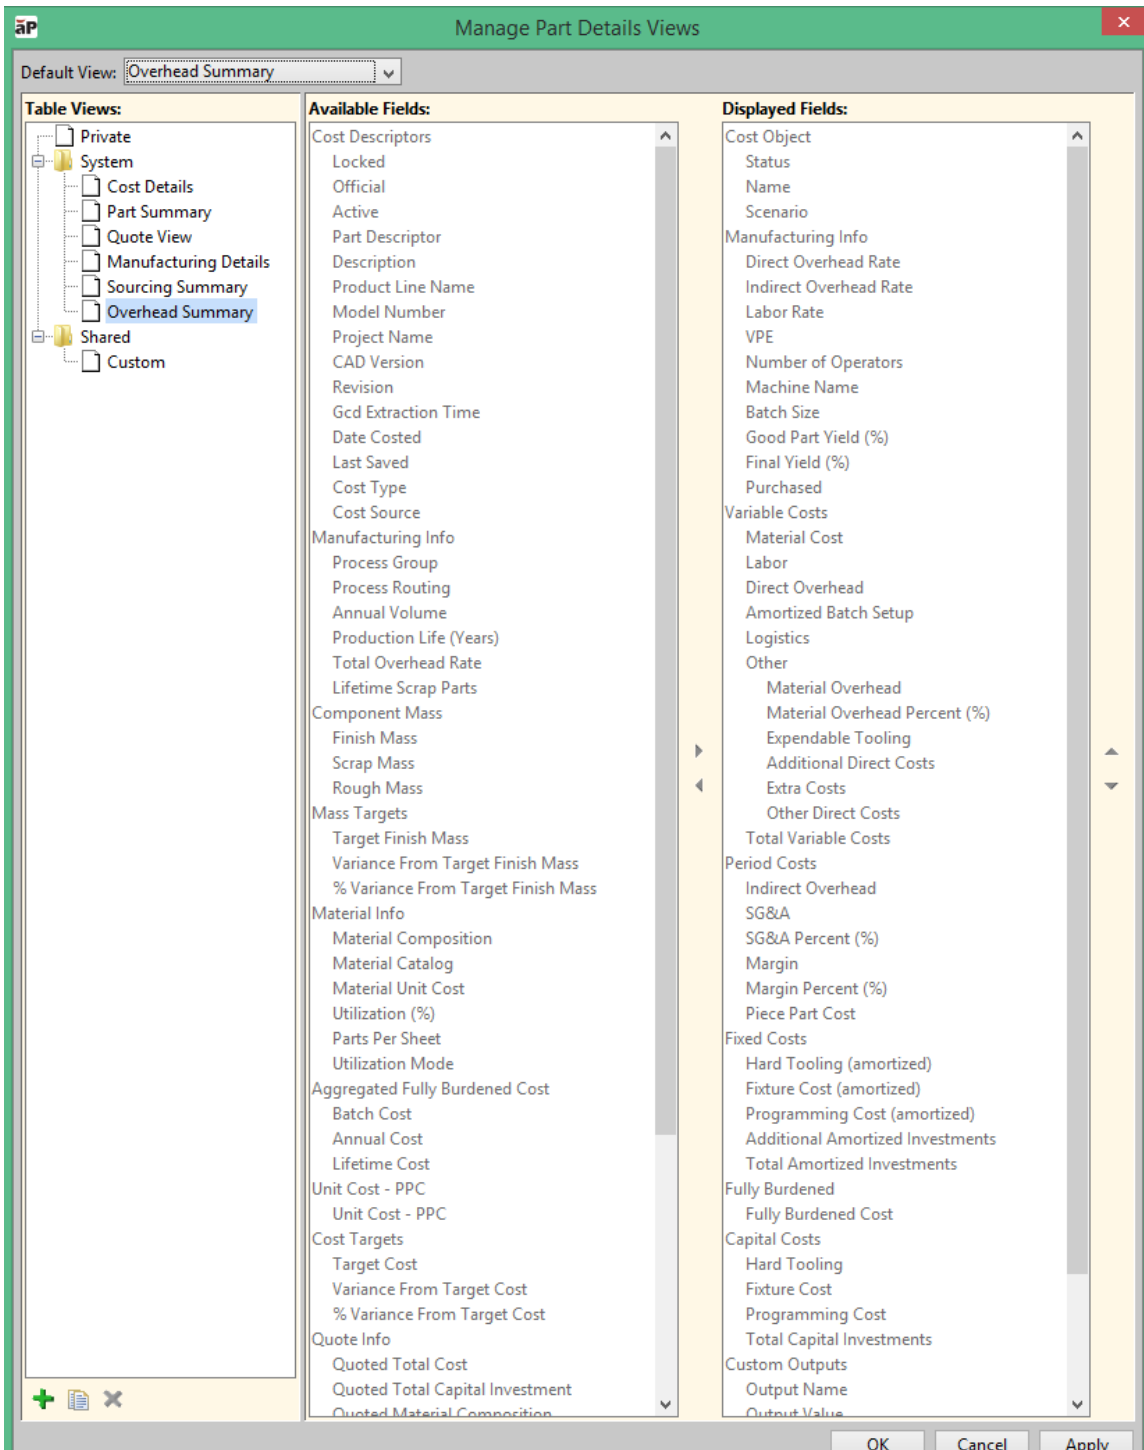 āP
Manage Part Details Views
Default View: Overhead Summary
Table Views:
Private
System
Cost Details
Part Summary
Quote View
Manufacturing Details
Sourcing Summary
Overhead Summary
Shared
Custom
Available Fields:
Cost Descriptors
Locked
Official
Active
Part Descriptor
Description
Product Line Name
Model Number
Project Name
CAD Version
Revision
Gcd Extraction Time
Date Costed
Last Saved
Cost Type
Cost Source
Manufacturing Info
Process Group
Process Routing
Annual Volume
Production Life (Years)
Total Overhead Rate
Lifetime Scrap Parts
Component Mass
Finish Mass
Scrap Mass
Rough Mass
Mass Targets
Target Finish Mass
Variance From Target Finish Mass
% Variance From Target Finish Mass
Material Info
Material Composition
Material Catalog
Material Unit Cost
Utilization (%)
Parts Per Sheet
Utilization Mode
Aggregated Fully Burdened Cost
Batch Cost
Annual Cost
Lifetime Cost
Unit Cost - PPC
Unit Cost - PPC
Cost Targets
Target Cost
Variance From Target Cost
% Variance From Target Cost
Quote Info
Quoted Total Cost
Quoted Total Capital Investment
Quoted Material Composition
Displayed Fields:
Cost Object
Status
Name
Scenario
Manufacturing Info
Direct Overhead Rate
Indirect Overhead Rate
Labor Rate
VPE
Number of Operators
Machine Name
Batch Size
Good Part Yield (%)
Final Yield (%)
Purchased
Variable Costs
Material Cost
Labor
Direct Overhead
Amortized Batch Setup
Logistics
Other
Material Overhead
Material Overhead Percent (%)
Expendable Tooling
Additional Direct Costs
Extra Costs
Other Direct Costs
Total Variable Costs
Period Costs
Indirect Overhead
SG&A
SG&A Percent (%)
Margin
Margin Percent (%)
Piece Part Cost
Fixed Costs
Hard Tooling (amortized)
Fixture Cost (amortized)
Programming Cost (amortized)
Additional Amortized Investments
Total Amortized Investments
Fully Burdened
Fully Burdened Cost
Capital Costs
Hard Tooling
Fixture Cost
Programming Cost
Total Capital Investments
Custom Outputs
Output Name
Output Value
OK Cancel Apply